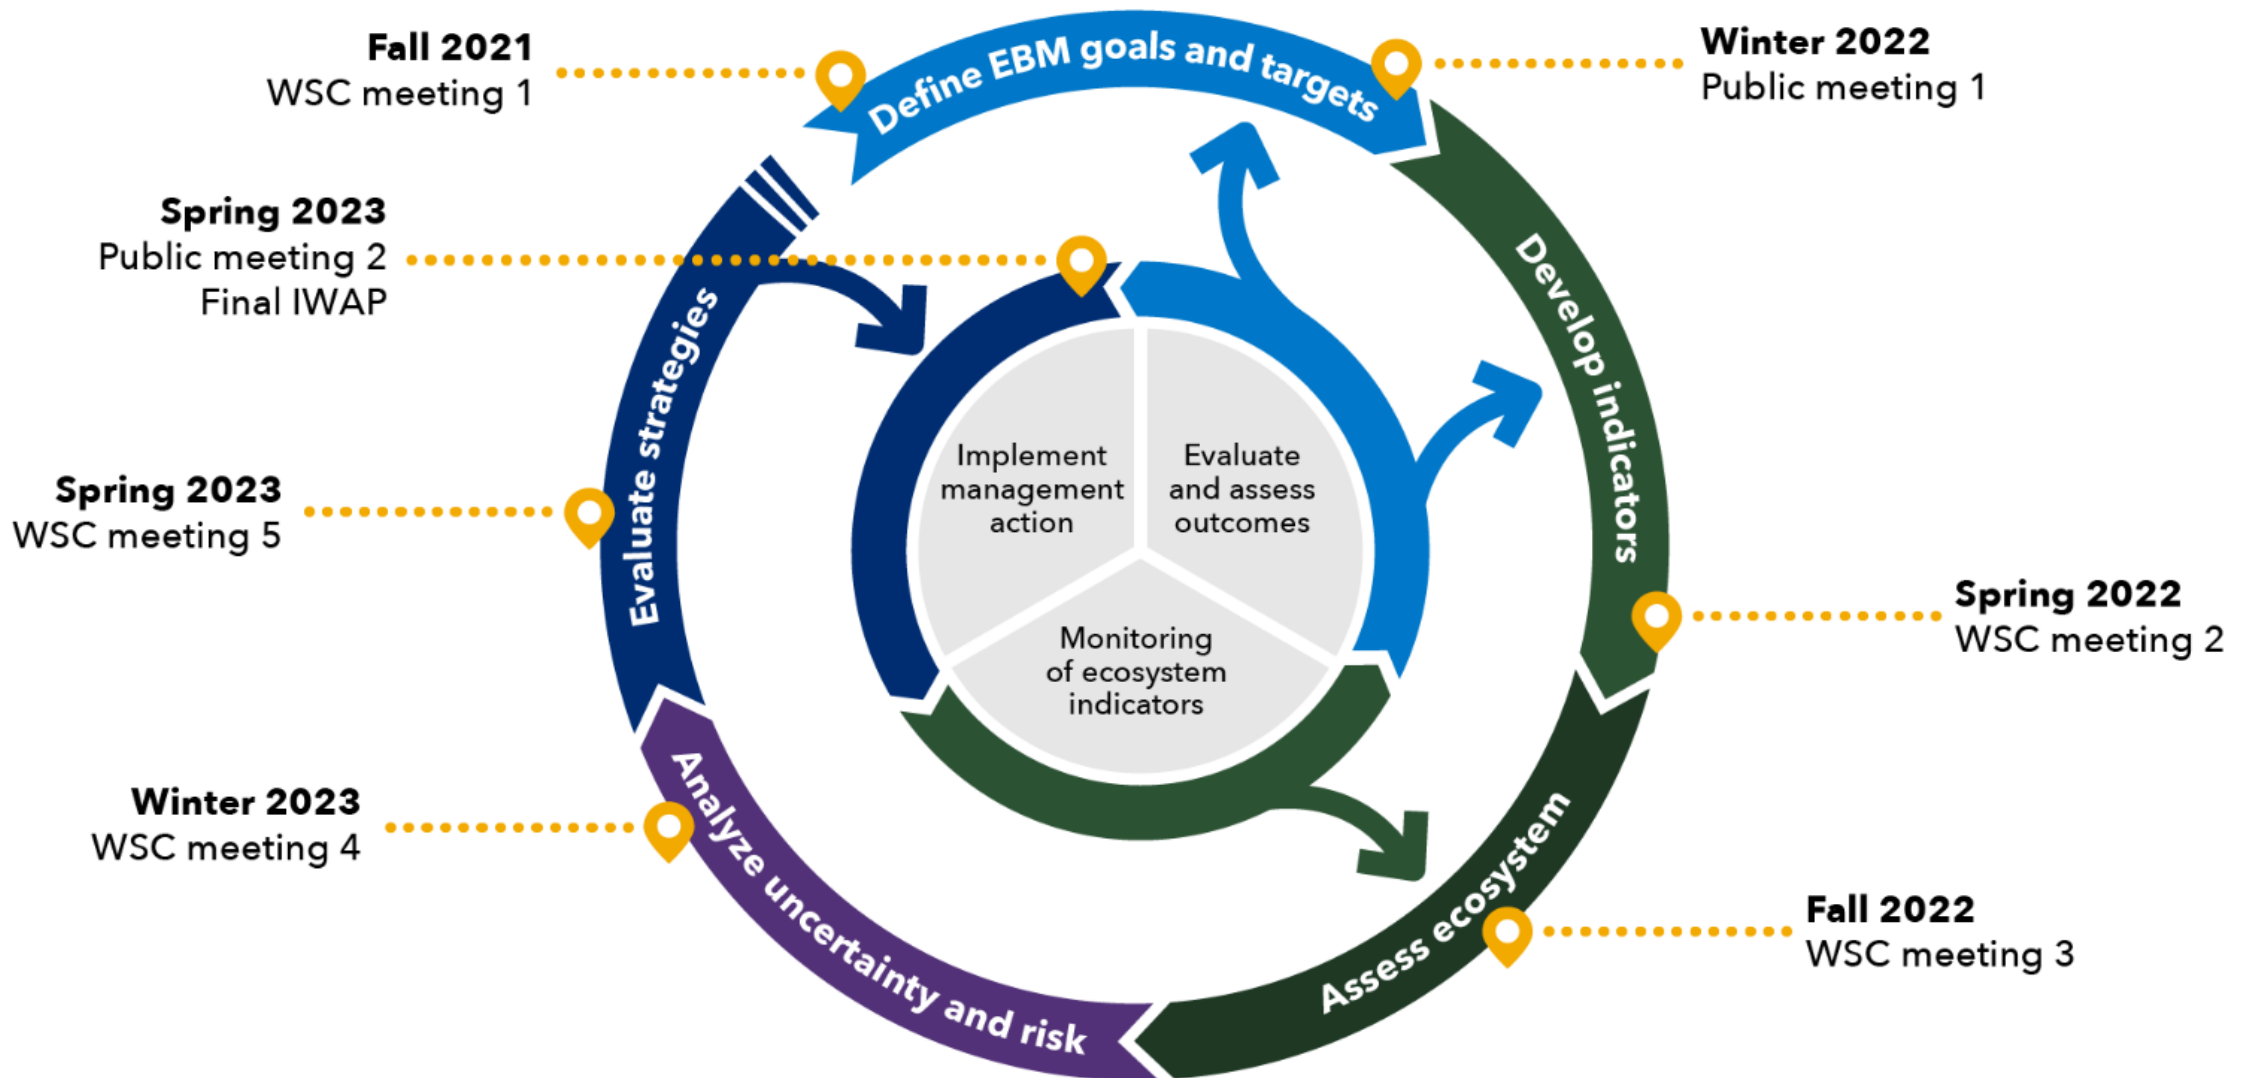 Fall 2021
WSC meeting 1
Define EBM goals and targets
Winter 2022
Public meeting 1
Spring 2023
Public meeting 2
Final IWAP
Develop indicators
Evaluate strategies
Implement
management
action
Evaluate
and assess
outcomes
Spring 2023
WSC meeting 5
Monitoring
of ecosystem
indicators
Spring 2022
WSC meeting 2
Winter 2023
WSC meeting 4
Analyze uncertainty and risk
Assess ecosystem
Fall 2022
WSC meeting 3